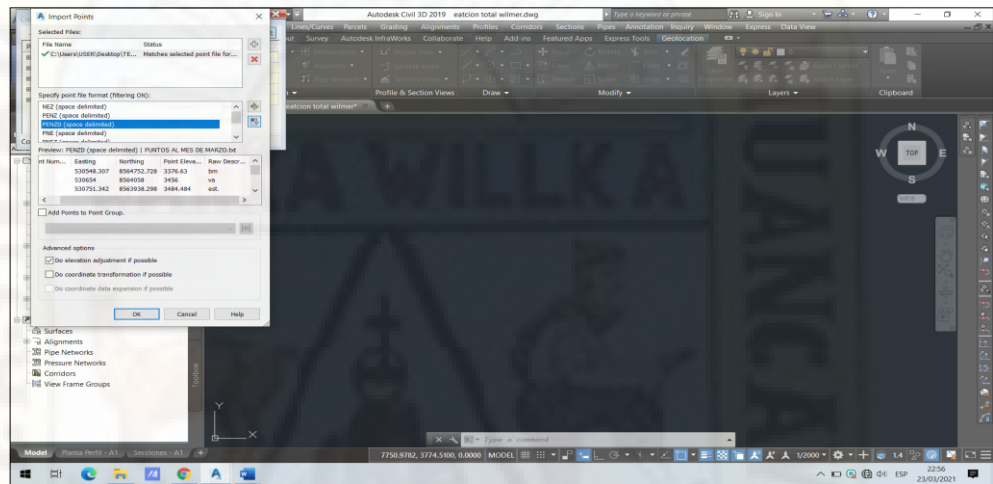 Import Points
Autodesk Civil 3D 2019 eatcion total wilmer.dwg
Type a keyword or phrase
Sign In
Lines/Curves Parcels Grading Alignments Profiles Corridors Sections Pipes Annotation Inquiry Window Express Data View
Survey Autodesk InfraWorks Collaborate Help Add-ins Featured Apps Express Tools Geolocation
Selected Files:
File Name Status
C:\Users\USER\Desktop\TE... Matches selected point file for...
Specify point file format (filtering ON):
NEZ (space delimited)
PENZ (space delimited)
PENZD (space delimited)
PNE (space delimited)
Profile & Section Views Draw Modify Layers Clipboard
eatcion total wilmer*
Preview: PENZD (space delimited) | PUNTOS AL MES DE MARZO.txt
nt Num... Easting Northing Point Eleva... Raw Descr...
530548.307 8564752.728 3376.63 bm
530654 8564058 3456 va
530751.342 8563938.298 3484.484 est.
Add Points to Point Group.
Advanced options
Do elevation adjustment if possible
Do coordinate transformation if possible
Do coordinate data expansion if possible
OK Cancel Help
N
W TOP E
S
WCS
WILLKA
Surfaces
Alignments
Pipe Networks
Pressure Networks
Corridors
View Frame Groups
Toolbox
Y
X
Type a command
Model Planta Perfil - A1 Secciones - A1
7750.9782, 3774.5100, 0.0000 MODEL 1/2000 1.4
ESP 22:56
23/03/2021